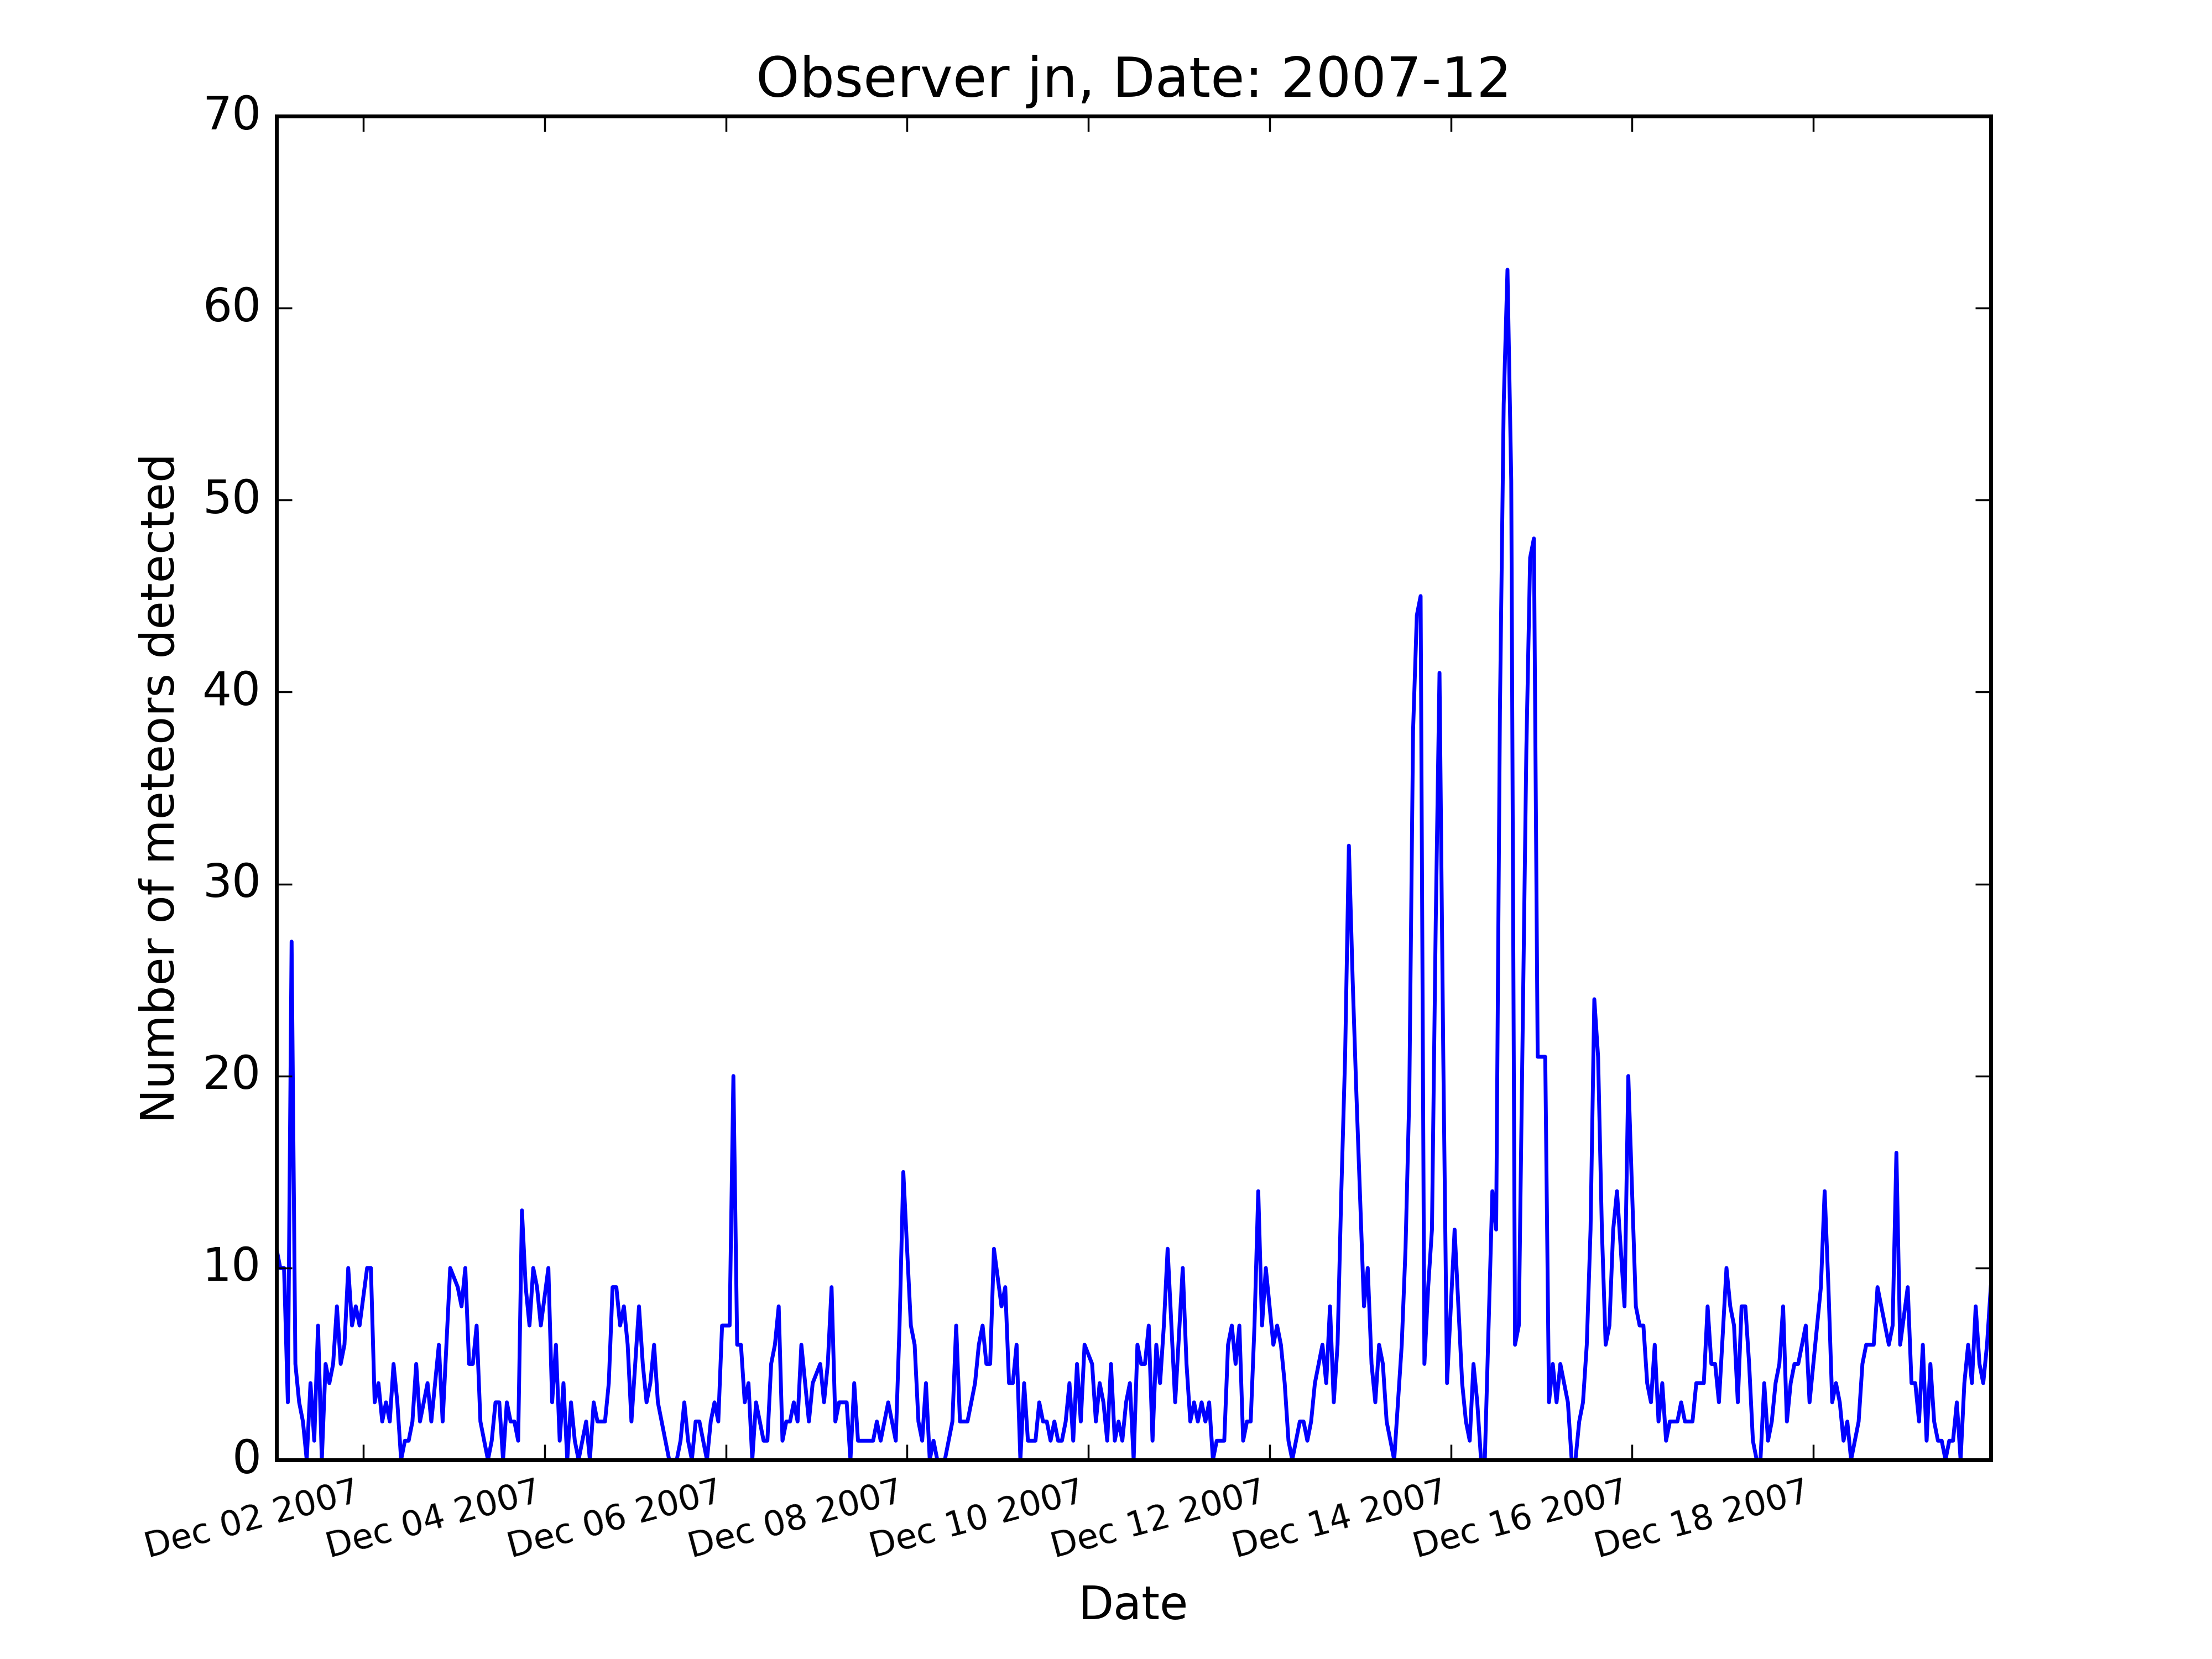 Observer jn, Date: 2007-12
70
60
50
40
30
20
10
0
Number of meteors detected
Dec 02 2007
Dec 04 2007
Dec 06 2007
Dec 08 2007
Dec 10 2007
Dec 12 2007
Dec 14 2007
Dec 16 2007
Dec 18 2007
Date